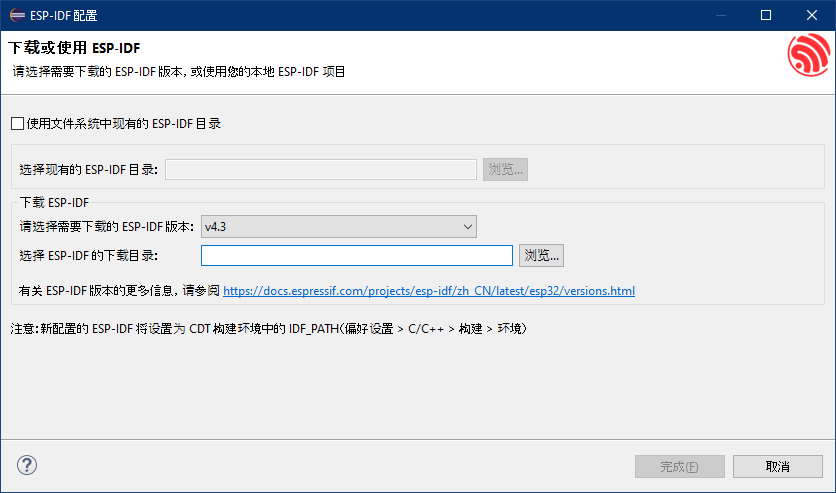 ESP-IDF 配置
下载或使用 ESP-IDF
请选择需要下载的 ESP-IDF 版本, 或使用您的本地 ESP-IDF 项目
使用文件系统中现有的 ESP-IDF 目录
选择现有的 ESP-IDF 目录: 浏览...
下载 ESP-IDF
请选择需要下载的 ESP-IDF 版本: v4.3
选择 ESP-IDF 的下载目录: 浏览...
有关 ESP-IDF 版本的更多信息, 请参阅 https://docs.espressif.com/projects/esp-idf/zh_CN/latest/esp32/versions.html
注意:新配置的 ESP-IDF 将设置为 CDT 构建环境中的 IDF_PATH(偏好设置 > C/C++ > 构建 > 环境)
? 完成(F) 取消